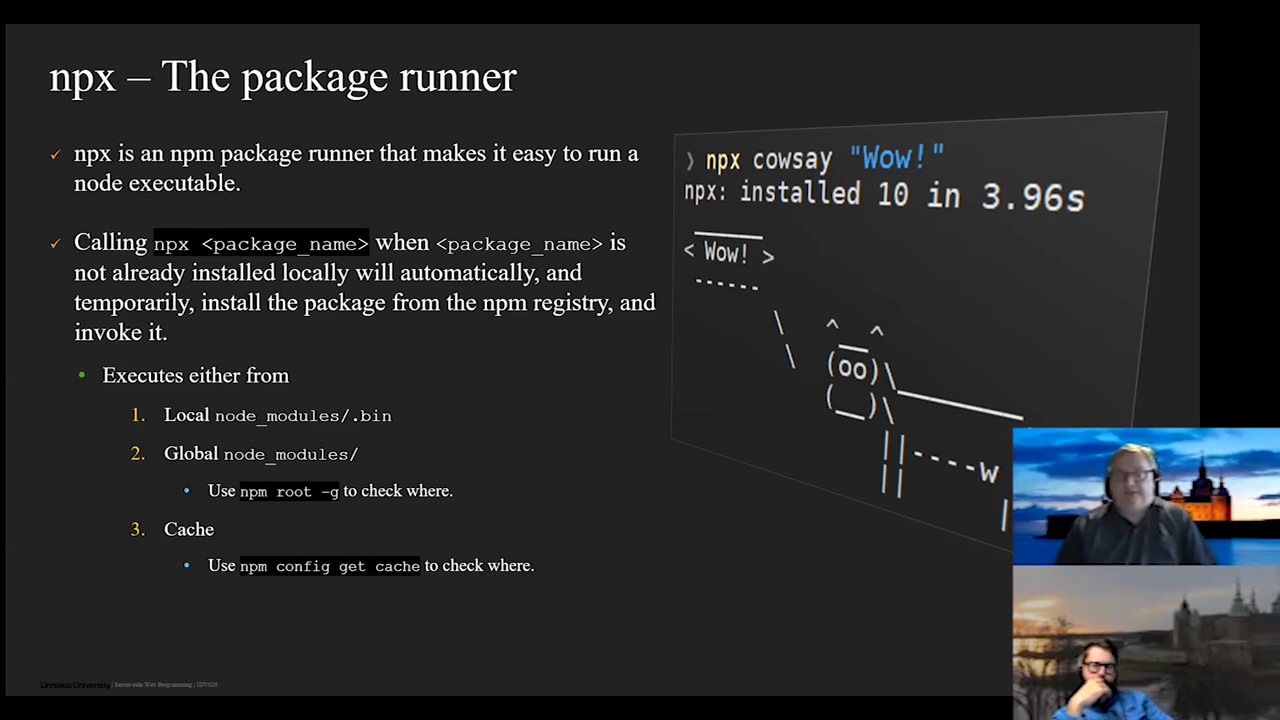 npx – The package runner
✓ npx is an npm package runner that makes it easy to run a
node executable.
✓ Calling npx <package_name> when <package_name> is
not already installed locally will automatically, and
temporarily, install the package from the npm registry, and
invoke it.
• Executes either from
1. Local node_modules/.bin
2. Global node_modules/
• Use npm root -g to check where.
3. Cache
• Use npm config get cache to check where.
❯ npx cowsay "Wow!"
npx: installed 10 in 3.96s
______
< Wow! >
------
\ ^ ^
\ (oo)\
(__)\
||----w
|| |
Linnæus University | Server-side Web Programming | 1DV528